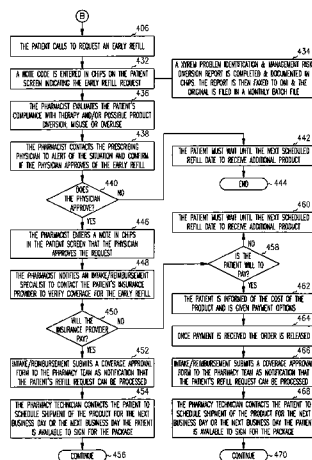 B
406
THE PATIENT CALLS TO REQUEST AN EARLY REFILL
432
A NOTE CODE IS ENTERED IN CHIPS ON THE PATIENT
SCREEN INDICATING THE EARLY REFILL REQUEST
434
A XYREM PROBLEM IDENTIFICATION & MANAGEMENT RISK
DIVERSION REPORT IS COMPLETED & DOCUMENTED IN
CHIPS. THE REPORT IS THEN FAXED TO OMI & THE
ORIGINAL IS FILED IN A MONTHLY BATCH FILE
436
THE PHARMACIST EVALUATES THE PATIENT'S
COMPLIANCE WITH THERAPY AND/OR POSSIBLE PRODUCT
DIVERSION, MISUSE OR OVERUSE
438
THE PHARMACIST CONTACTS THE PRESCRIBING
PHYSICIAN TO ALERT OF THE SITUATION AND CONFIRM
IF THE PHYSICIAN APPROVES OF THE EARLY REFILL
440
DOES
THE PHYSICIAN
APPROVE?
NO
YES
442
THE PATIENT MUST WAIT UNTIL THE NEXT SCHEDULED
REFILL DATE TO RECEIVE ADDITIONAL PRODUCT
END
444
446
THE PHARMACIST ENTERS A NOTE IN CHIPS
IN THE PATIENT SCREEN THAT THE PHYSICIAN
APPROVES THE REQUEST
448
THE PHARMACIST NOTIFIES AN INTAKE/REIMBURSEMENT
SPECIALIST TO CONTACT THE PATIENT'S INSURANCE
PROVIDER TO VERIFY COVERAGE FOR THE EARLY REFILL
450
WILL THE
INSURANCE PROVIDER
PAY?
NO
YES
452
INTAKE/REIMBURSEMENT SUBMITS A COVERAGE APPROVAL
FORM TO THE PHARMACY TEAM AS NOTIFICATION THAT
THE PATIENT'S REFILL REQUEST CAN BE PROCESSED
454
THE PHARMACY TECHNICIAN CONTACTS THE PATIENT TO
SCHEDULE SHIPMENT OF THE PRODUCT FOR THE NEXT
BUSINESS DAY OR THE NEXT BUSINESS DAY THE PATIENT
IS AVAILABLE TO SIGN FOR THE PACKAGE
CONTINUE
456
460
THE PATIENT MUST WAIT UNTIL THE NEXT SCHEDULED
REFILL DATE TO RECEIVE ADDITIONAL PRODUCT
NO
458
IS THE
PATIENT WILL TO
PAY?
YES
462
THE PATIENT IS INFORMED OF THE COST OF THE
PRODUCT AND IS GIVEN PAYMENT OPTIONS
464
ONCE PAYMENT IS RECEIVED THE ORDER IS RELEASED
466
INTAKE/REIMBURSEMENT SUBMITS A COVERAGE APPROVAL
FORM TO THE PHARMACY TEAM AS NOTIFICATION THAT
THE PATIENT'S REFILL REQUEST CAN BE PROCESSED
468
THE PHARMACY TECHNICIAN CONTACTS THE PATIENT TO
SCHEDULE SHIPMENT OF THE PRODUCT FOR THE NEXT
BUSINESS DAY OR THE NEXT BUSINESS DAY THE PATIENT
IS AVAILABLE TO SIGN FOR THE PACKAGE
CONTINUE
470